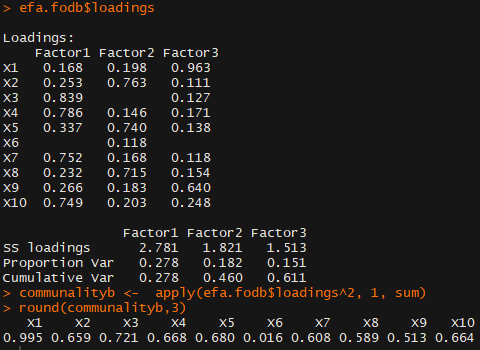 > efa.fodb$loadings
Loadings:
Factor1 Factor2 Factor3
X1 0.168 0.198 0.963
X2 0.253 0.763 0.111
X3 0.839 0.127
X4 0.786 0.146 0.171
X5 0.337 0.740 0.138
X6 0.118
X7 0.752 0.168 0.118
X8 0.232 0.715 0.154
X9 0.266 0.183 0.640
X10 0.749 0.203 0.248
Factor1 Factor2 Factor3
SS loadings 2.781 1.821 1.513
Proportion Var 0.278 0.182 0.151
Cumulative Var 0.278 0.460 0.611
> communalityb <- apply(efa.fodb$loadings^2, 1, sum)
> round(communalityb,3)
X1 X2 X3 X4 X5 X6 X7 X8 X9 X10
0.995 0.659 0.721 0.668 0.680 0.016 0.608 0.589 0.513 0.664